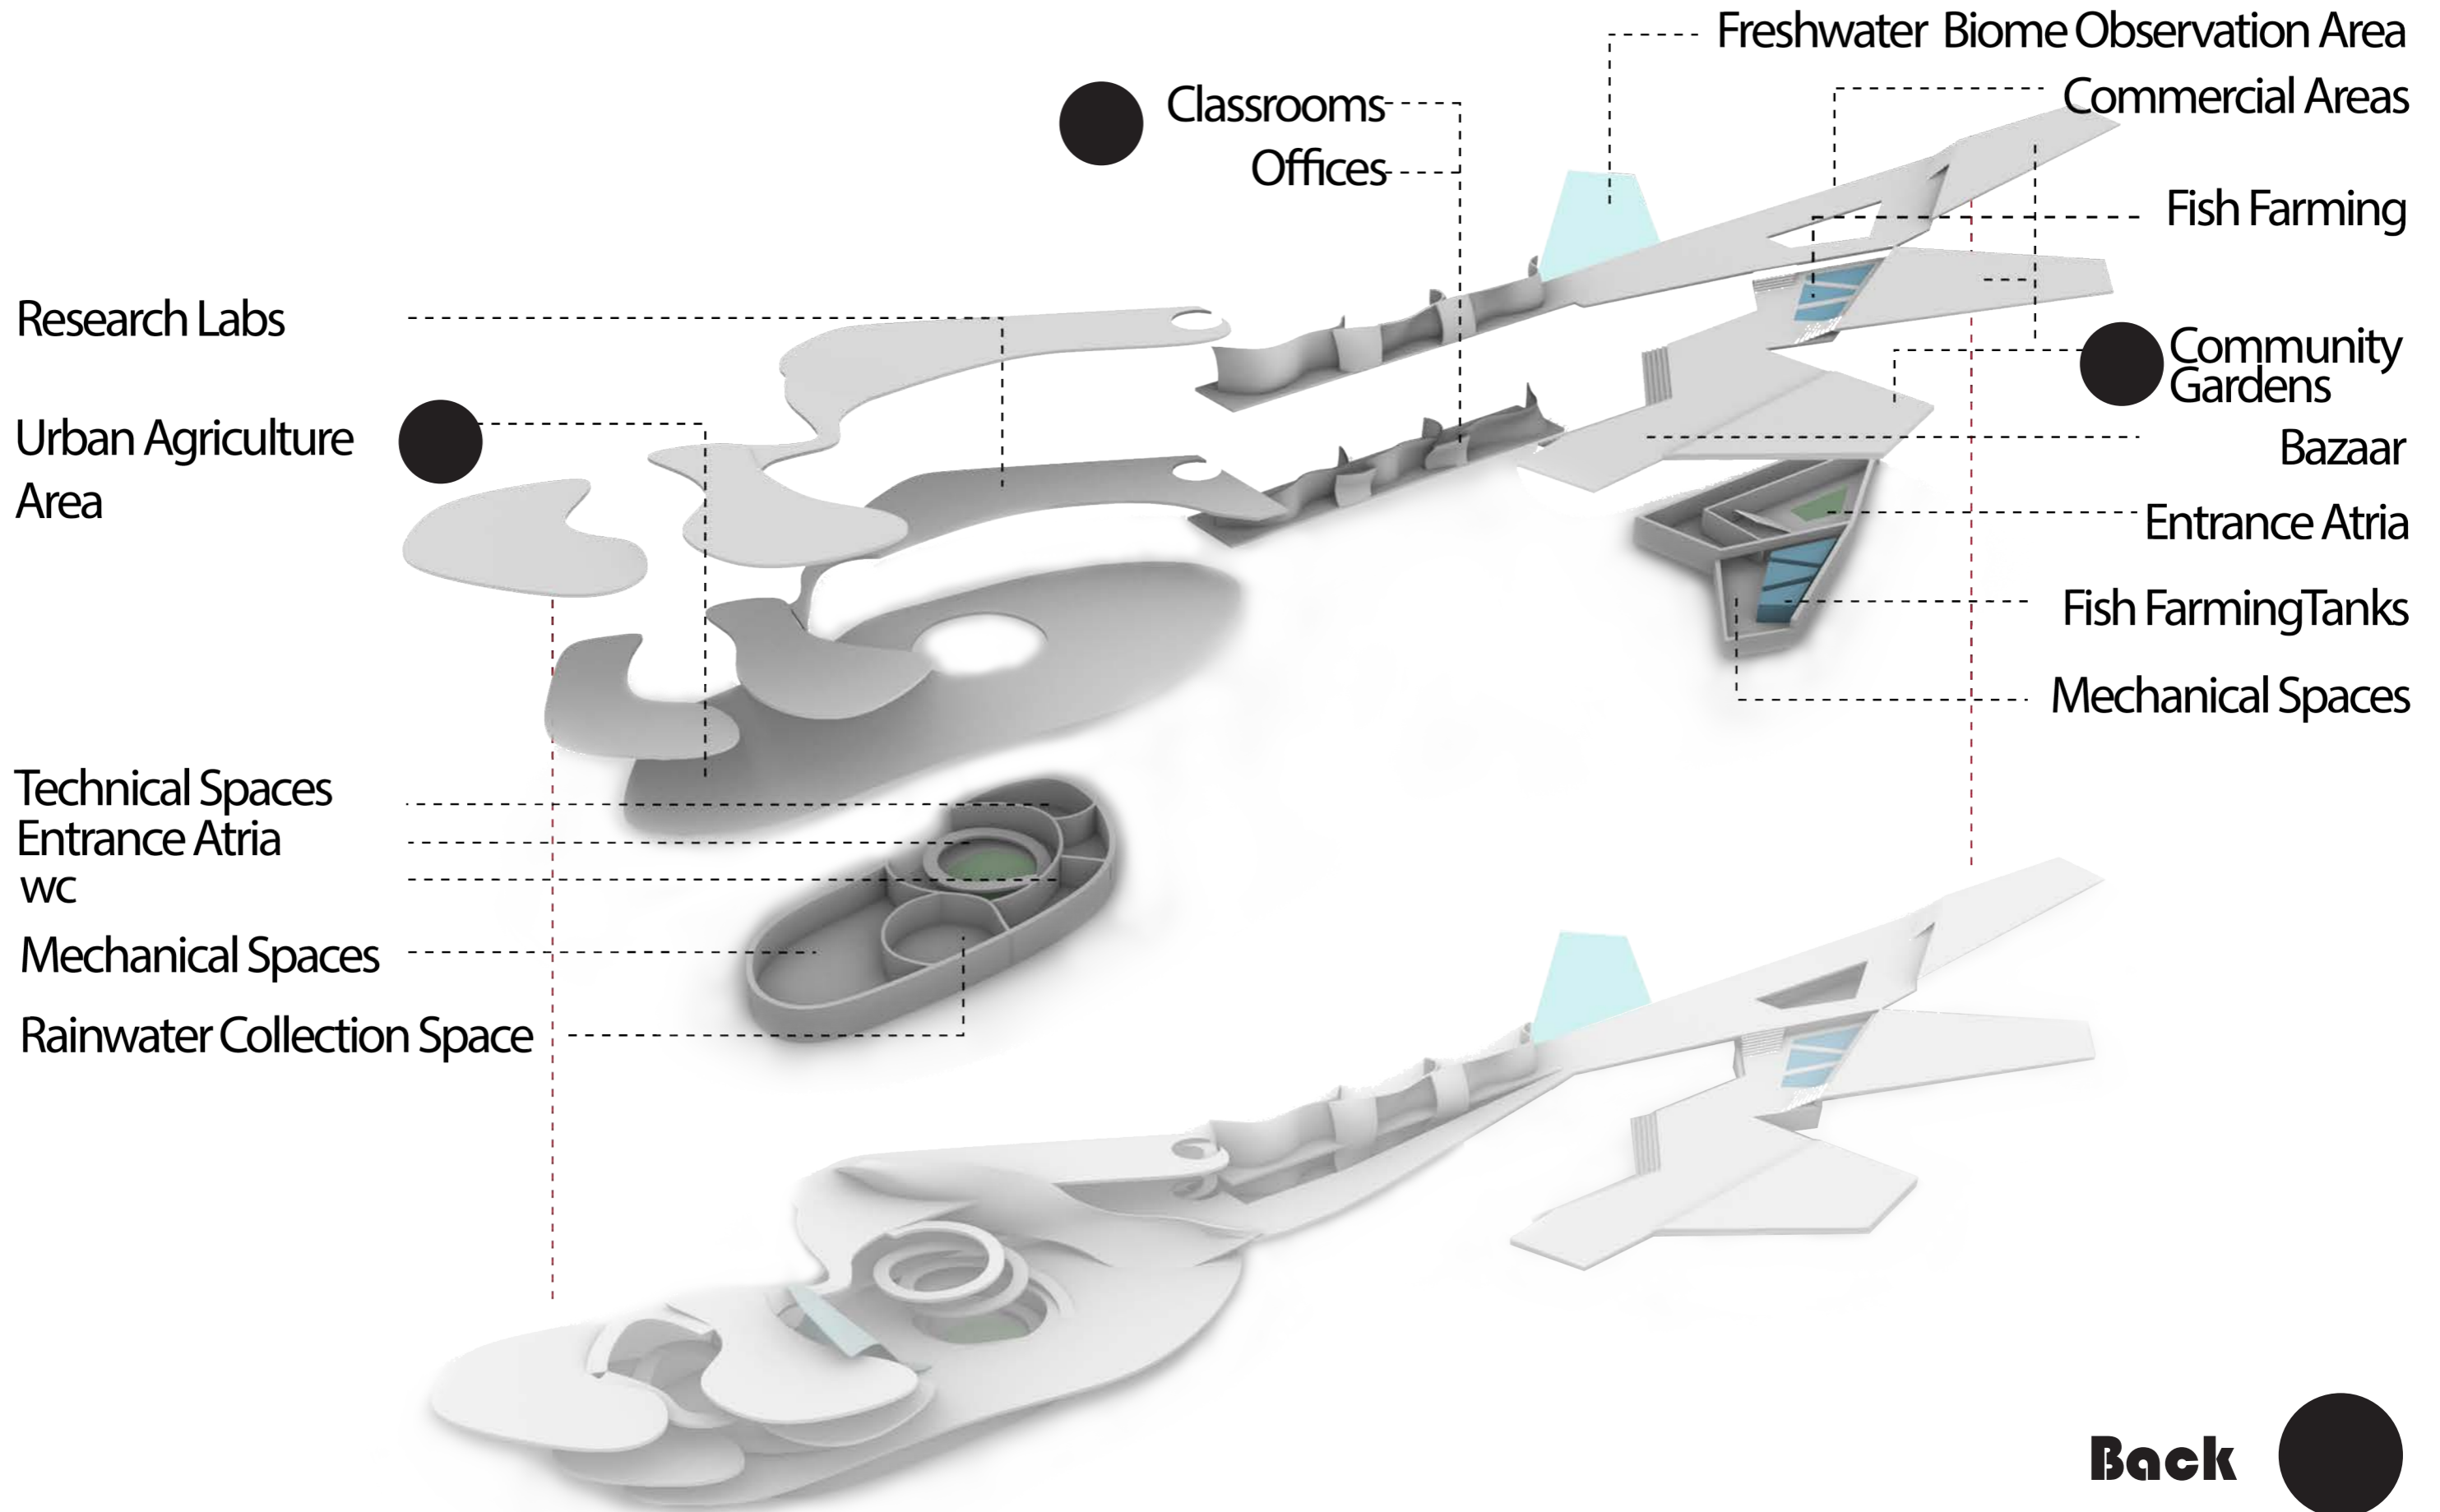 Freshwater Biome Observation Area
Classrooms
Commercial Areas
Offices
Fish Farming
Research Labs
Community
Gardens
Urban Agriculture
Area
Bazaar
Entrance Atria
Fish FarmingTanks
Mechanical Spaces
Technical Spaces
Entrance Atria
WC
Mechanical Spaces
Rainwater Collection Space
Back